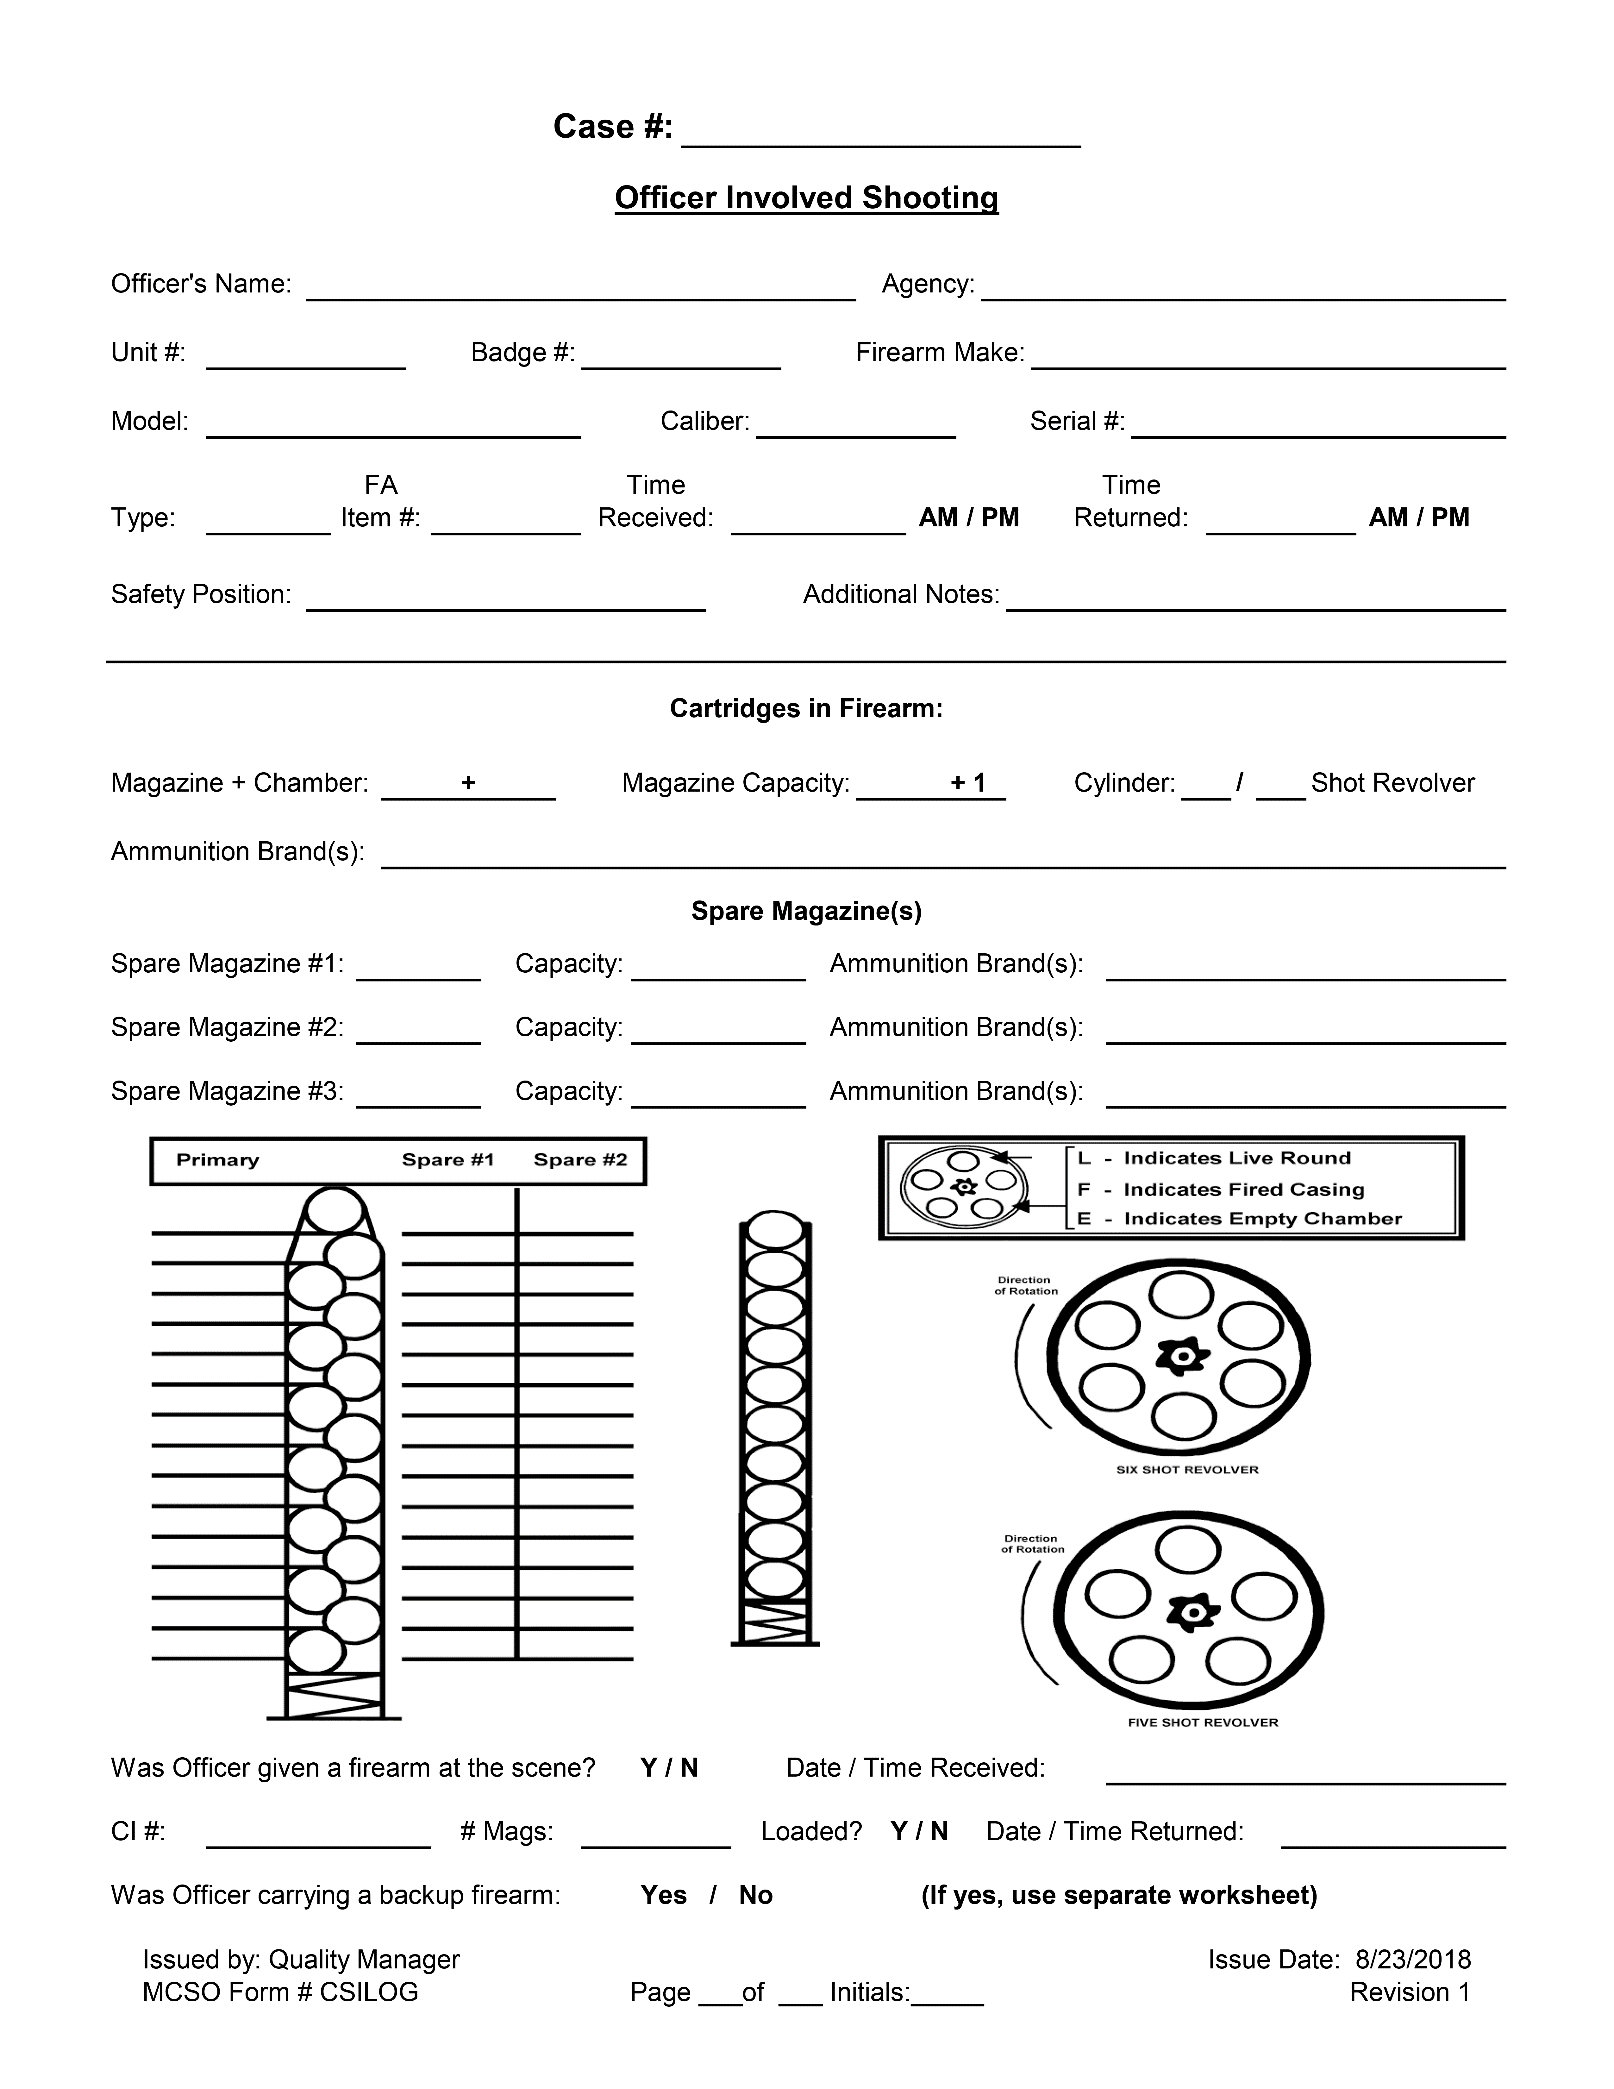 Case #:
Officer Involved Shooting
Officer's Name: Agency:
Unit #: Badge #: Firearm Make:
Model: Caliber: Serial #:
FA Time Time
Type: Item #: Received: AM / PM Returned: AM / PM
Safety Position: Additional Notes:
Cartridges in Firearm:
Magazine + Chamber: + Magazine Capacity: + 1 Cylinder: / Shot Revolver
Ammunition Brand(s):
Spare Magazine(s)
Spare Magazine #1: Capacity: Ammunition Brand(s):
Spare Magazine #2: Capacity: Ammunition Brand(s):
Spare Magazine #3: Capacity: Ammunition Brand(s):
Primary Spare #1 Spare #2
L - Indicates Live Round
F - Indicates Fired Casing
E - Indicates Empty Chamber
Direction
of Rotation
SIX SHOT REVOLVER
Direction
of Rotation
FIVE SHOT REVOLVER
Was Officer given a firearm at the scene? Y / N Date / Time Received:
CI #: # Mags: Loaded? Y / N Date / Time Returned:
Was Officer carrying a backup firearm: Yes / No (If yes, use separate worksheet)
Issued by: Quality Manager Issue Date: 8/23/2018
MCSO Form # CSILOG Page ___of ___ Initials:_____ Revision 1